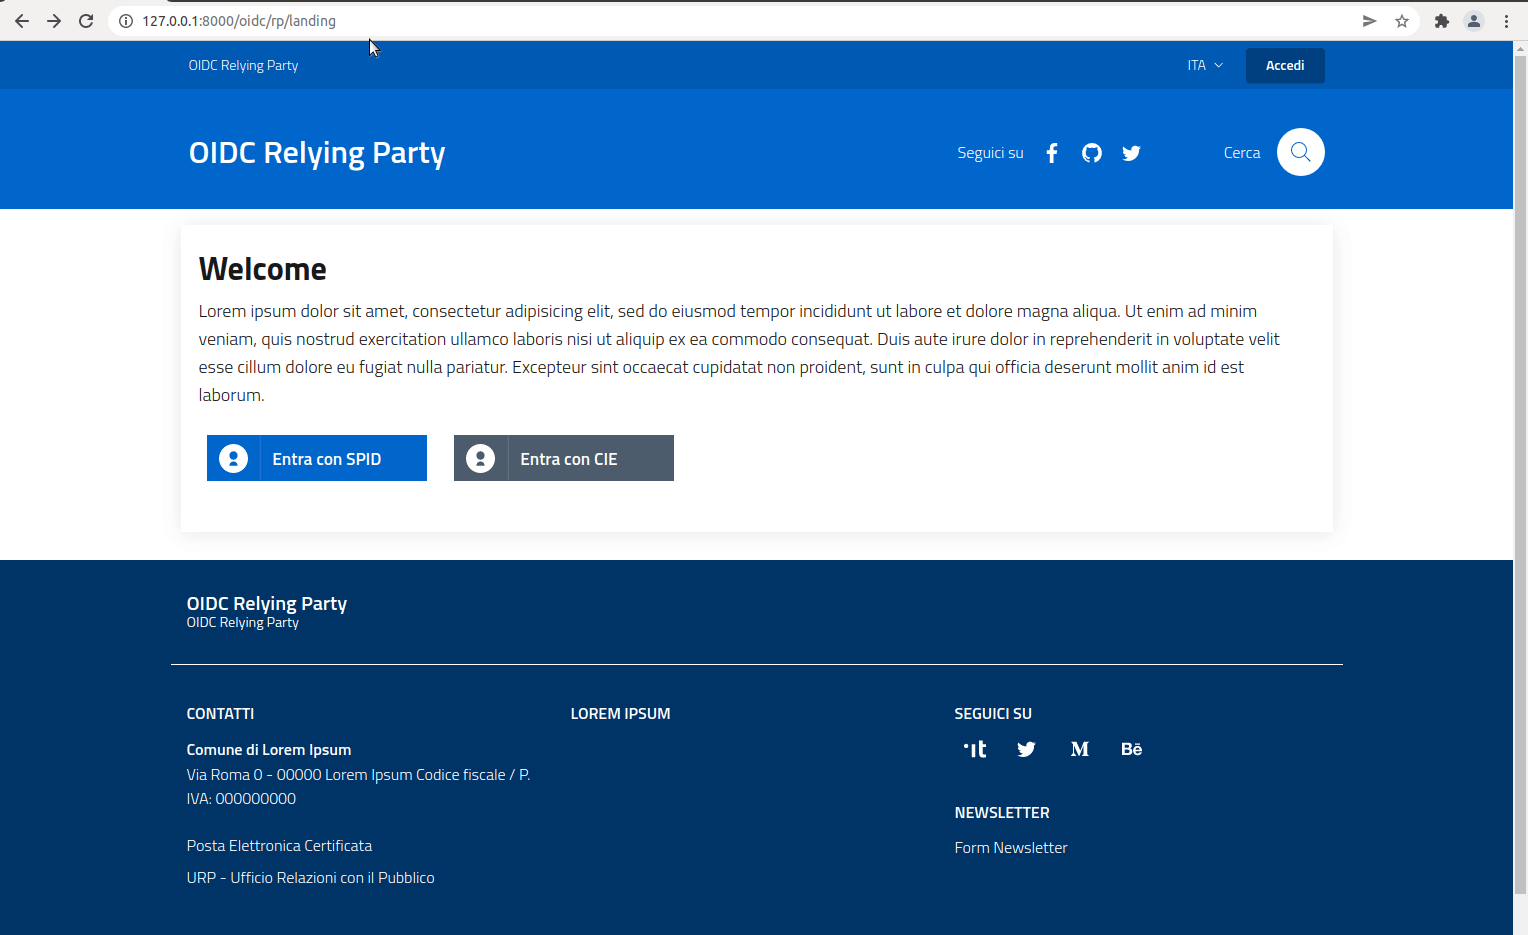 127.0.0.1:8000/oidc/rp/landing
OIDC Relying Party
ITA
Accedi
OIDC Relying Party
Seguici su
Cerca
Welcome
Lorem ipsum dolor sit amet, consectetur adipisicing elit, sed do eiusmod tempor incididunt ut labore et dolore magna aliqua. Ut enim ad minim
veniam, quis nostrud exercitation ullamco laboris nisi ut aliquip ex ea commodo consequat. Duis aute irure dolor in reprehenderit in voluptate velit
esse cillum dolore eu fugiat nulla pariatur. Excepteur sint occaecat cupidatat non proident, sunt in culpa qui officia deserunt mollit anim id est
laborum.
Entra con SPID
Entra con CIE
OIDC Relying Party
OIDC Relying Party
CONTATTI
Comune di Lorem Ipsum
Via Roma 0 - 00000 Lorem Ipsum Codice fiscale / P.
IVA: 000000000
Posta Elettronica Certificata
URP - Ufficio Relazioni con il Pubblico
LOREM IPSUM
SEGUICI SU
it
M
Bē
NEWSLETTER
Form Newsletter